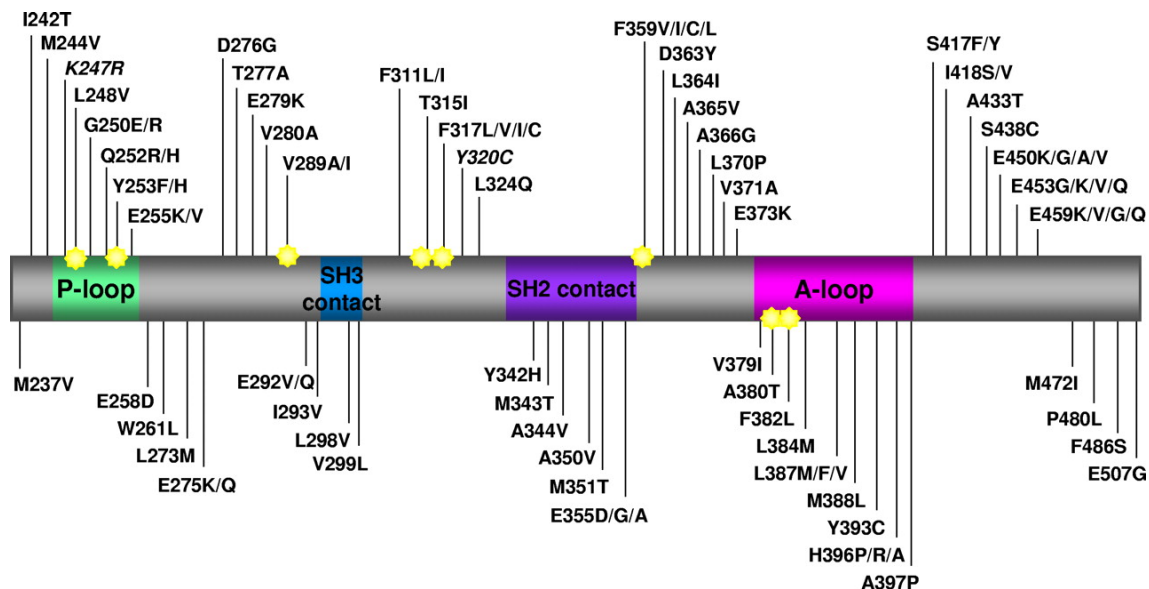 I242T
M244V
K247R
L248V
G250E/R
Q252R/H
Y253F/H
E255K/V
D276G
T277A
E279K
V280A
V289A/I
F311L/I
T315I
F317L/V/I/C
Y320C
L324Q
F359V/I/C/L
D363Y
L364I
A365V
A366G
L370P
V371A
E373K
S417F/Y
I418S/V
A433T
S438C
E450K/G/A/V
E453G/K/V/Q
E459K/V/G/Q
P-loop
SH3
contact
SH2 contact
A-loop
M237V
E258D
W261L
L273M
E275K/Q
E292V/Q
I293V
L298V
V299L
Y342H
M343T
A344V
A350V
M351T
E355D/G/A
V379I
A380T
F382L
L384M
L387M/F/V
M388L
Y393C
H396P/R/A
A397P
M472I
P480L
F486S
E507G